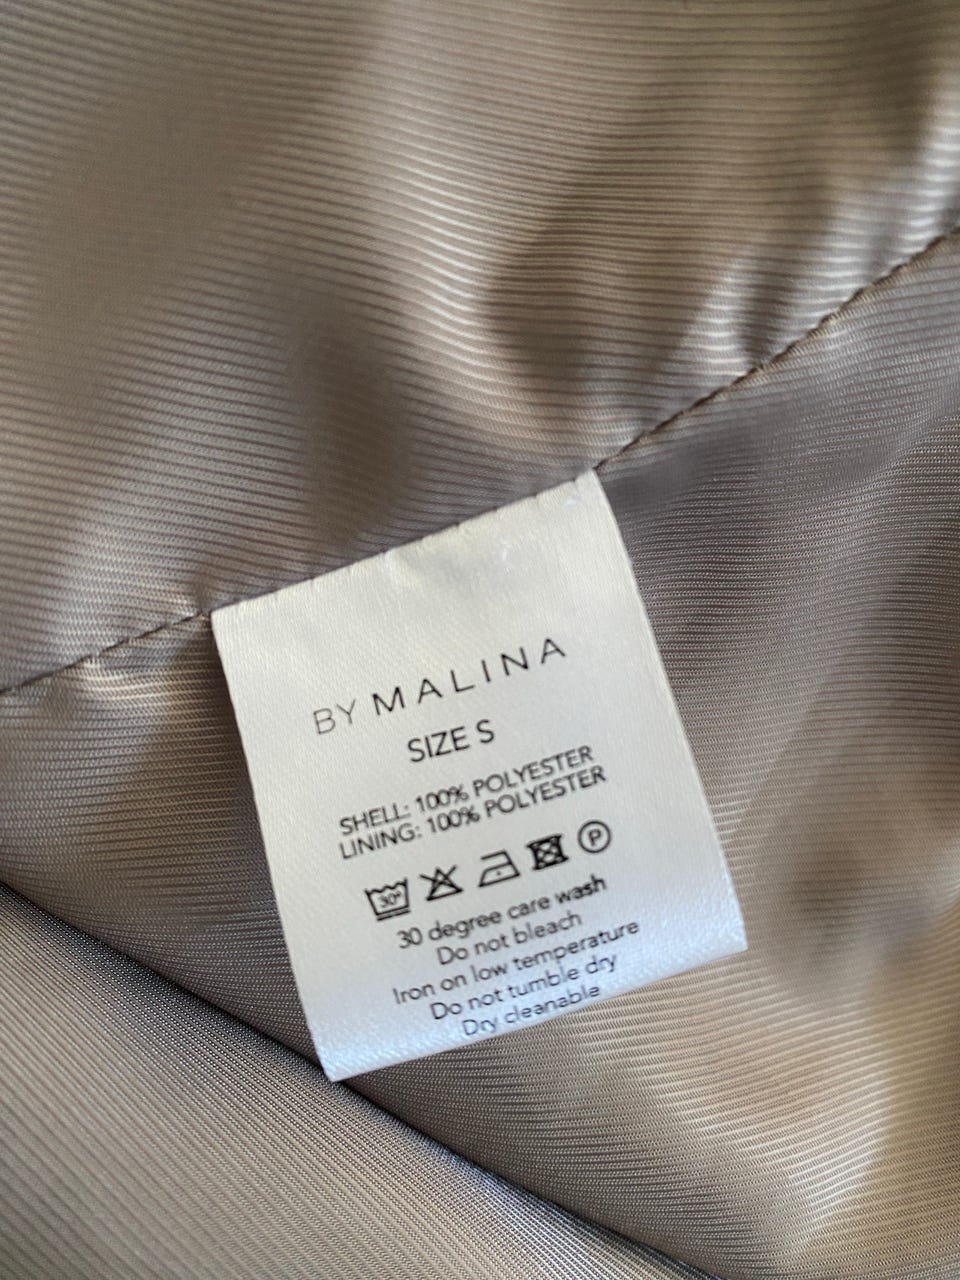 BY MALINA
SIZE S
SHELL: 100% POLYESTER
LINING: 100% POLYESTER
30° P
30 degree care wash
Do not bleach
Iron on low temperature
Do not tumble dry
Dry cleanable